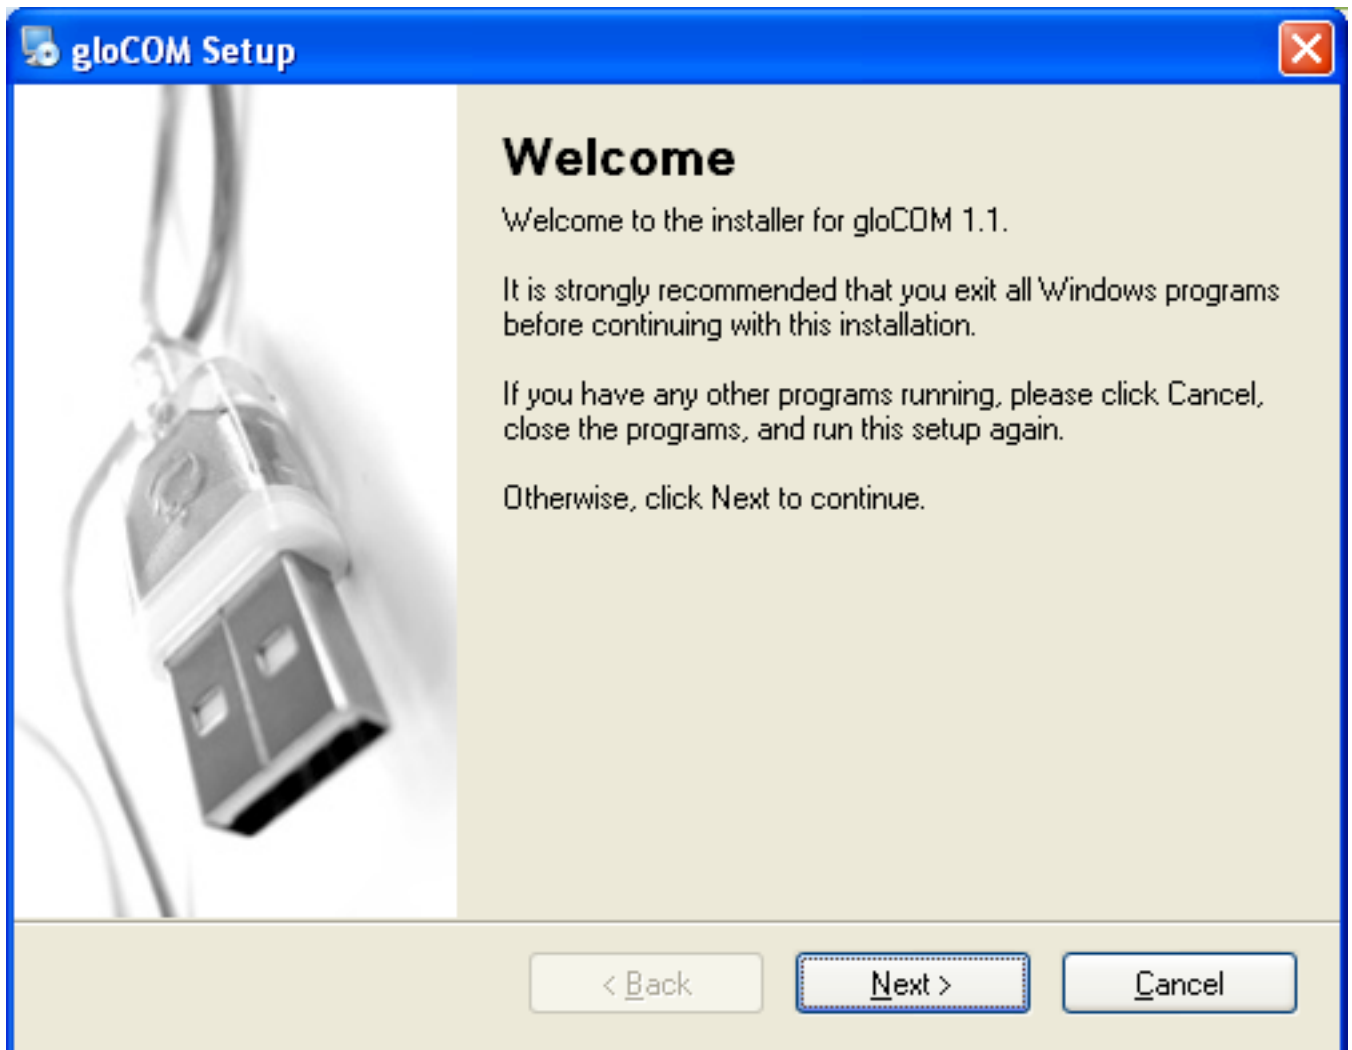 gloCOM Setup
Welcome
Welcome to the installer for gloCOM 1.1.
It is strongly recommended that you exit all Windows programs
before continuing with this installation.
If you have any other programs running, please click Cancel,
close the programs, and run this setup again.
Otherwise, click Next to continue.
< Back
Next >
Cancel